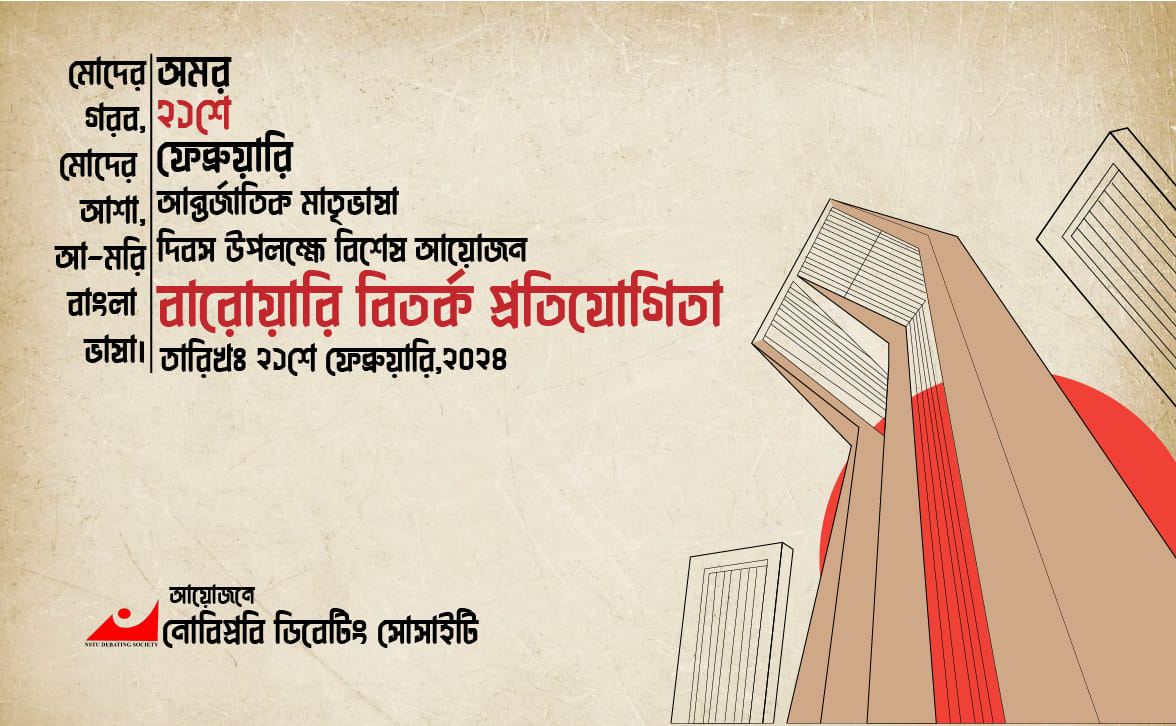 মোদের
গরব,
মোদের
আশা,
আ-মরি
বাংলা
ভাষা।
অমর
২১শে
ফেব্রুয়ারি
আন্তর্জাতিক মাতৃভাষা
দিবস উপলক্ষে বিশেষ আয়োজন
বারোয়ারি বিতর্ক প্রতিযোগিতা
তারিখঃ ২১শে ফেব্রুয়ারি,২০২৪
আয়োজনে
নোবিপ্রবি ডিবেটিং সোসাইটি
NSTU DEBATING SOCIETY